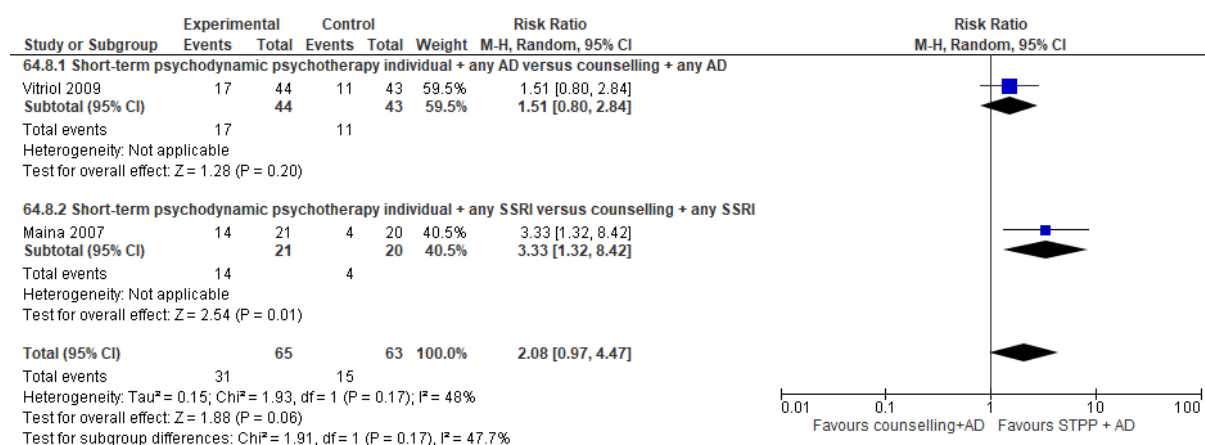 Experimental Control Risk Ratio Risk Ratio
Study or Subgroup Events Total Events Total Weight M-H, Random, 95% CI M-H, Random, 95% CI
64.8.1 Short-term psychodynamic psychotherapy individual + any AD versus counselling + any AD
Vitriol 2009 17 44 11 43 59.5% 1.51 [0.80, 2.84]
Subtotal (95% CI) 44 43 59.5% 1.51 [0.80, 2.84]
Total events 17 11
Heterogeneity: Not applicable
Test for overall effect: Z = 1.28 (P = 0.20)
64.8.2 Short-term psychodynamic psychotherapy individual + any SSRI versus counselling + any SSRI
Maina 2007 14 21 4 20 40.5% 3.33 [1.32, 8.42]
Subtotal (95% CI) 21 20 40.5% 3.33 [1.32, 8.42]
Total events 14 4
Heterogeneity: Not applicable
Test for overall effect: Z = 2.54 (P = 0.01)
Total (95% CI) 65 63 100.0% 2.08 [0.97, 4.47]
Total events 31 15
Heterogeneity: Tau² = 0.15; Chi² = 1.93, df = 1 (P = 0.17); I² = 48%
Test for overall effect: Z = 1.88 (P = 0.06)
Test for subgroup differences: Chi² = 1.91, df = 1 (P = 0.17), I² = 47.7%
0.01 0.1 1 10 100
Favours counselling+AD Favours STPP + AD